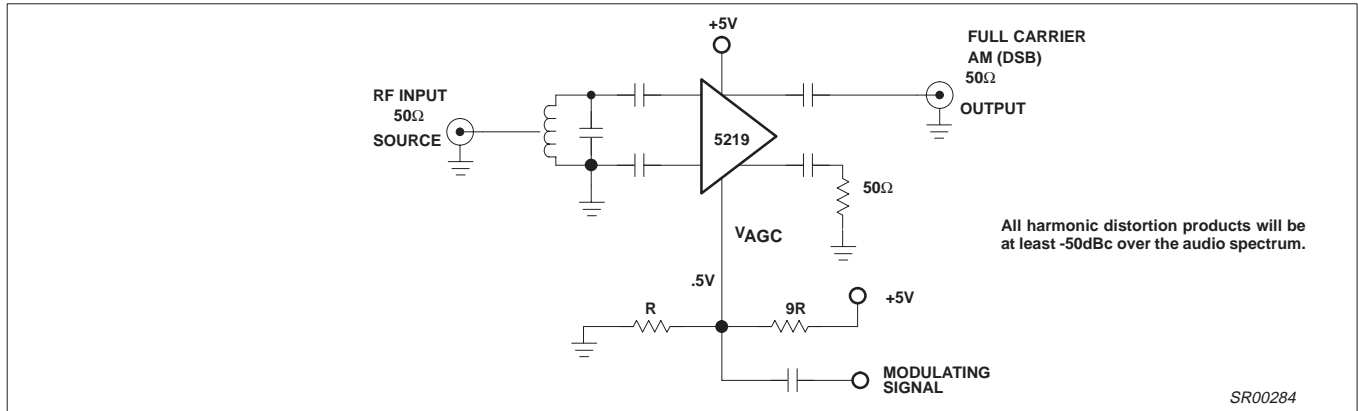 +5V
FULL CARRIER
AM (DSB)
50Ω
OUTPUT
RF INPUT
50Ω
SOURCE
5219
50Ω
All harmonic distortion products will be
at least -50dBc over the audio spectrum.
VAGC
.5V
R
9R
+5V
MODULATING
SIGNAL
SR00284